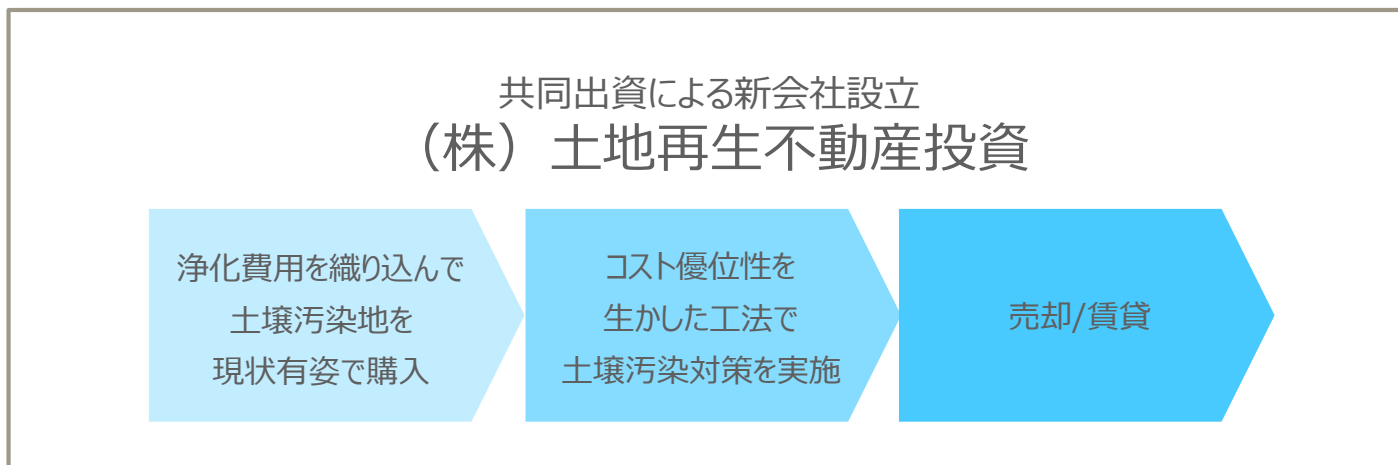 共同出資による新会社設立
（株）土地再生不動産投資
浄化費用を織り込んで
土壌汚染地を
現状有姿で購入
コスト優位性を
生かした工法で
土壌汚染対策を実施
売却/賃貸